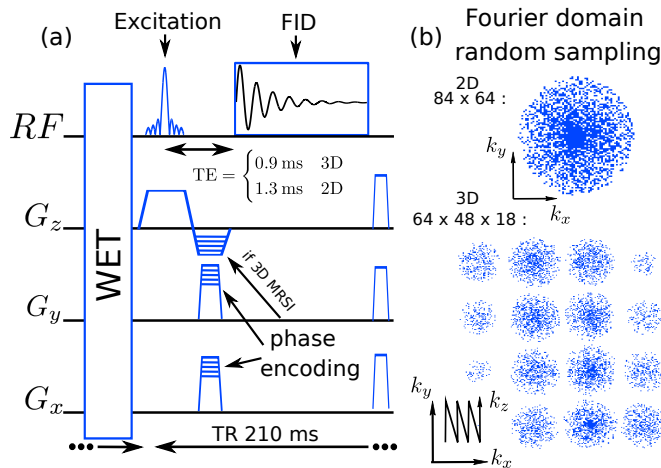 (a)
Excitation
FID
RF
TE = { 0.9 ms 3D
1.3 ms 2D
G_z
WET
if 3D MRSI
G_y
phase
encoding
G_x
TR 210 ms
(b)
Fourier domain
random sampling
2D
84 x 64 :
k_y
k_x
3D
64 x 48 x 18 :
k_y
k_z
k_x